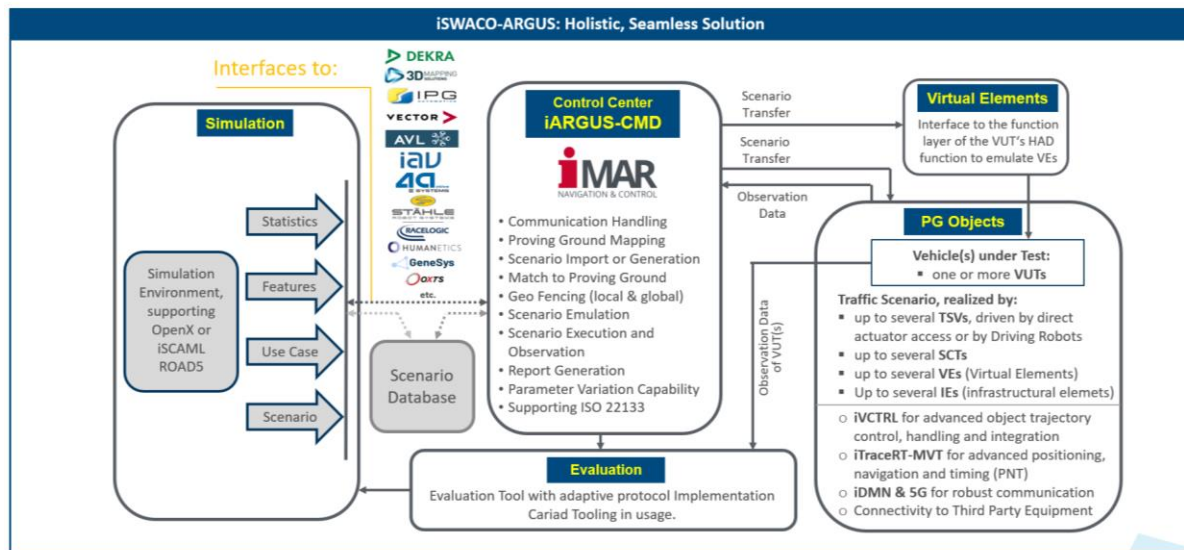 iSWACO-ARGUS: Holistic, Seamless Solution
Interfaces to:
DEKRA
3D MAPPING
SOLUTIONS
IPG
AUTOMOTIVE
VECTOR
AVL
iav
4a
SYSTEMS
STÄHLE
ROBOT SYSTEMS
RACELOGIC
HUMANETICS
GeneSys
OXTS
etc.
Simulation
Statistics
Features
Use Case
Scenario
Simulation
Environment,
supporting
OpenX or
iSCAML
ROAD5
Scenario
Database
Control Center
iARGUS-CMD
iMAR
NAVIGATION & CONTROL
• Communication Handling
• Proving Ground Mapping
• Scenario Import or Generation
• Match to Proving Ground
• Geo Fencing (local & global)
• Scenario Emulation
• Scenario Execution and
Observation
• Report Generation
• Parameter Variation Capability
• Supporting ISO 22133
Scenario
Transfer
Scenario
Transfer
Observation
Data
Virtual Elements
Interface to the function
layer of the VUT's HAD
function to emulate VEs
PG Objects
Vehicle(s) under Test:
▪ one or more VUTs
Traffic Scenario, realized by:
▪ up to several TSVs, driven by direct
actuator access or by Driving Robots
▪ up to several SCTs
▪ up to several VEs (Virtual Elements)
▪ Up to several IEs (infrastructural elemets)
o iVCTRL for advanced object trajectory
control, handling and integration
o iTraceRT-MVT for advanced positioning,
navigation and timing (PNT)
o iDMN & 5G for robust communication
o Connectivity to Third Party Equipment
Observation Data
of VUT(s)
Evaluation
Evaluation Tool with adaptive protocol Implementation
Cariad Tooling in usage.